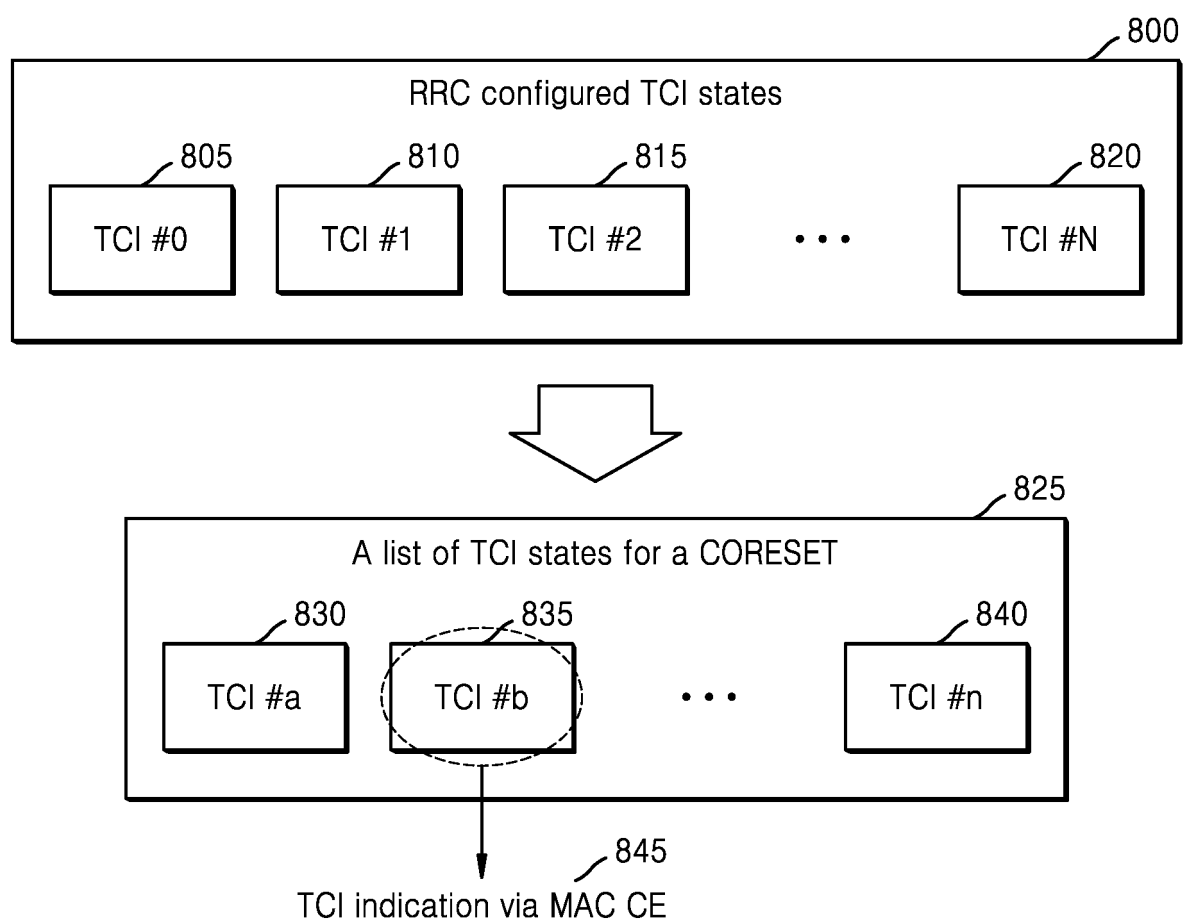 800
RRC configured TCI states
805 810 815 820
TCI #0 TCI #1 TCI #2 ••• TCI #N
825
A list of TCI states for a CORESET
830 835 840
TCI #a TCI #b ••• TCI #n
845
TCI indication via MAC CE